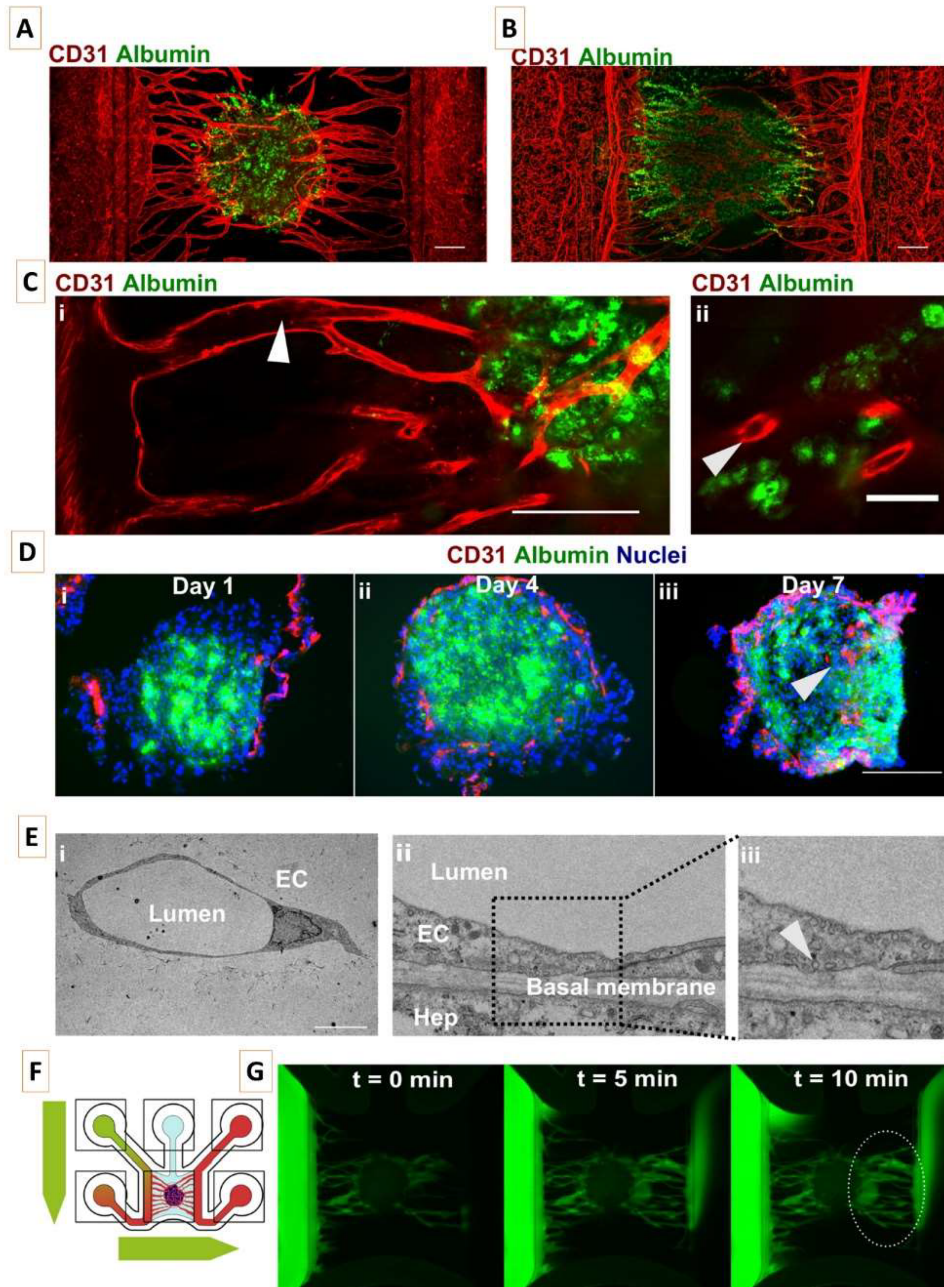 A
B
CD31 Albumin
CD31 Albumin
C
CD31 Albumin
CD31 Albumin
i
ii
D
CD31 Albumin Nuclei
i
Day 1
ii
Day 4
iii
Day 7
E
i
EC
Lumen
ii
Lumen
EC
Basal membrane
Hep
iii
F
G
t = 0 min
t = 5 min
t = 10 min